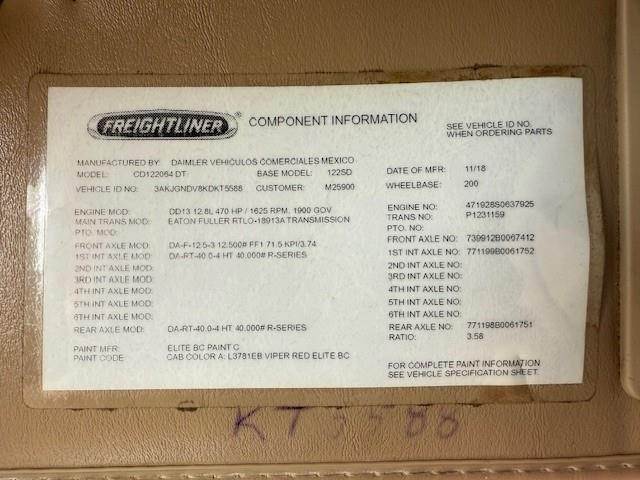 FREIGHTLINER® COMPONENT INFORMATION
SEE VEHICLE ID NO.
WHEN ORDERING PARTS
MANUFACTURED BY: DAIMLER VEHICULOS COMERCIALES MEXICO
MODEL: CD122064 DT BASE MODEL: 122SD DATE OF MFR: 11/18
VEHICLE ID NO: 3AKJGNDV8KDKT5588 CUSTOMER: M25900 WHEELBASE: 200
ENGINE MOD: DD13 12.8L 470 HP / 1625 RPM, 1900 GOV ENGINE NO: 471928S0637925
MAIN TRANS MOD: EATON FULLER RTLO-18913A TRANSMISSION TRANS NO: P1231159
PTO. MOD: PTO. NO:
FRONT AXLE MOD: DA-F-12.5-3 12,500# FF1 71.5 KPI/3.74 FRONT AXLE NO: 739912B0067412
1ST INT AXLE MOD: DA-RT-40.0-4 HT 40,000# R-SERIES 1ST INT AXLE NO: 771199B0061752
2ND INT AXLE MOD: 2ND INT AXLE NO:
3RD INT AXLE MOD: 3RD INT AXLE NO:
4TH INT AXLE MOD: 4TH INT AXLE NO:
5TH INT AXLE MOD: 5TH INT AXLE NO:
6TH INT AXLE MOD: 6TH INT AXLE NO:
REAR AXLE MOD: DA-RT-40.0-4 HT 40,000# R-SERIES REAR AXLE NO: 771198B0061751
RATIO: 3.58
PAINT MFR: ELITE BC PAINT C
PAINT CODE: CAB COLOR A: L3781EB VIPER RED ELITE BC
FOR COMPLETE PAINT INFORMATION
SEE VEHICLE SPECIFICATION SHEET.
KT5588